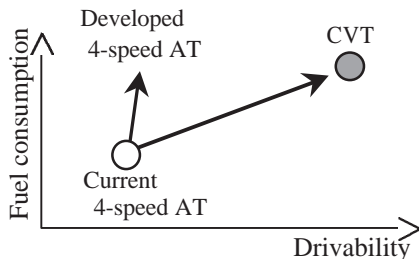 Developed
4-speed AT
CVT
Fuel consumption
Current
4-speed AT
Drivability